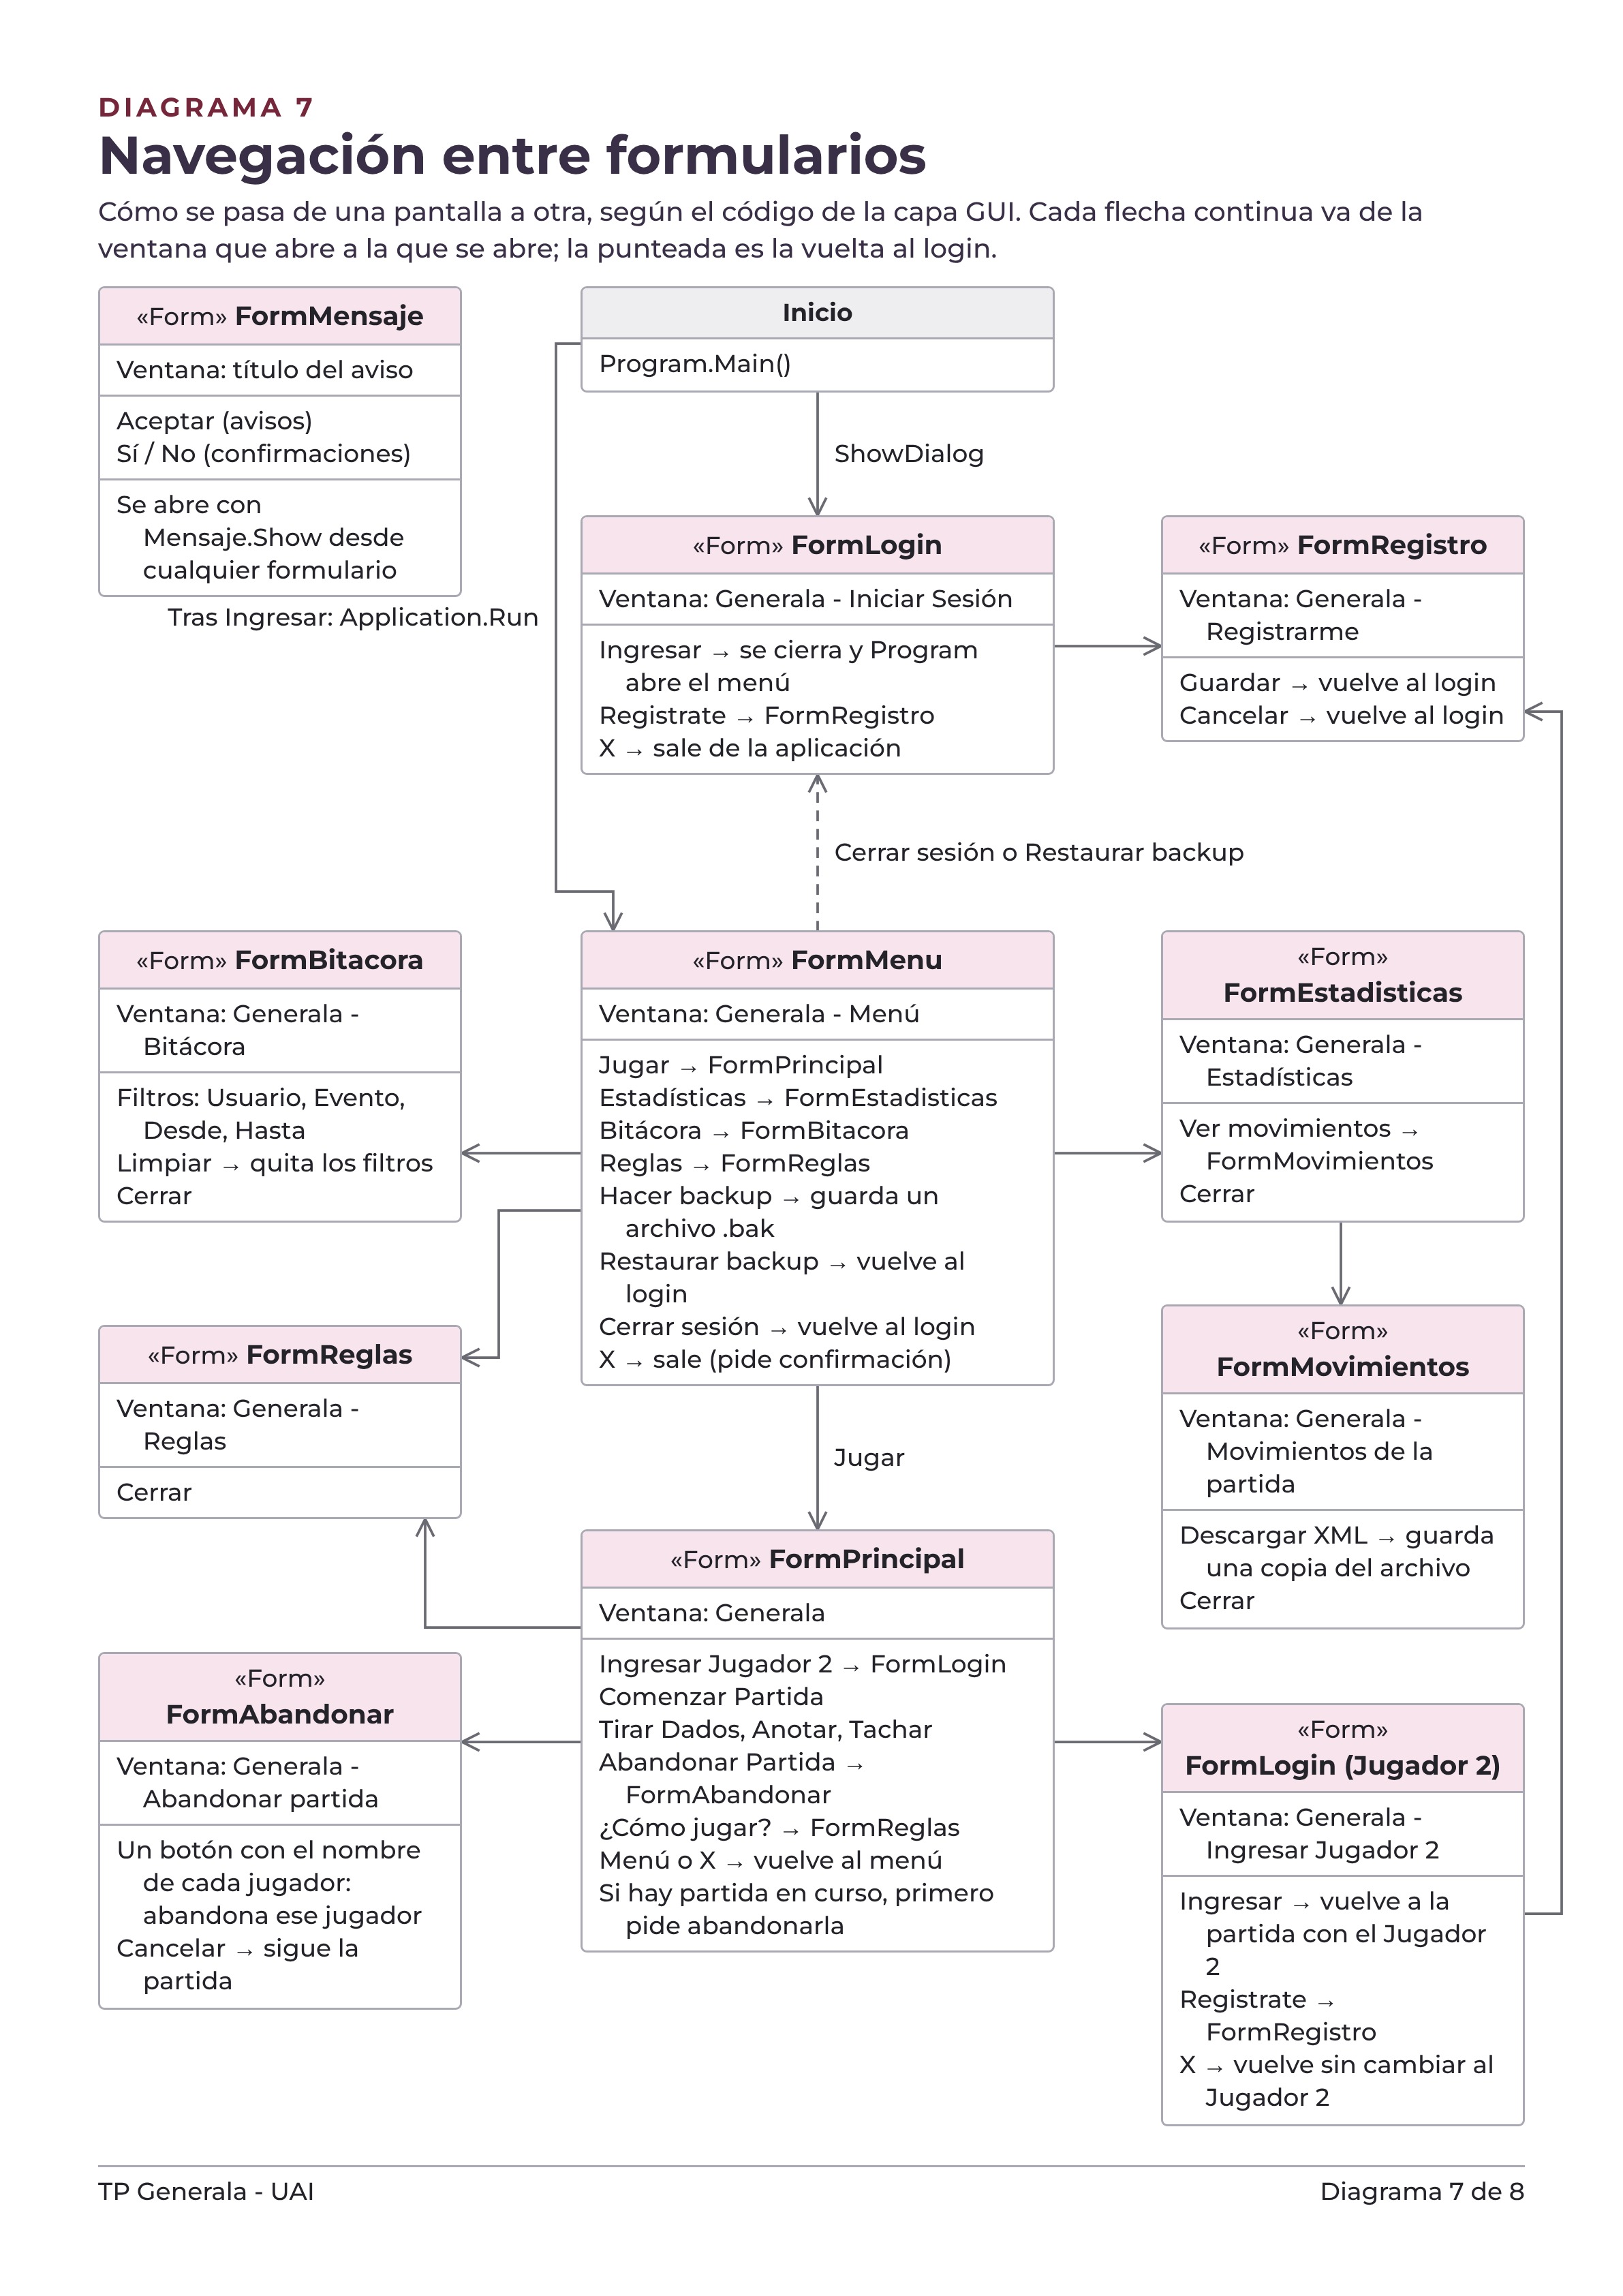 DIAGRAMA 7
Navegación entre formularios
Cómo se pasa de una pantalla a otra, según el código de la capa GUI. Cada flecha continua va de la
ventana que abre a la que se abre; la punteada es la vuelta al login.
«Form» FormMensaje
Ventana: título del aviso
Aceptar (avisos)
Sí / No (confirmaciones)
Se abre con
Mensaje.Show desde
cualquier formulario
Inicio
Program.Main()
ShowDialog
Tras Ingresar: Application.Run
«Form» FormLogin
Ventana: Generala - Iniciar Sesión
Ingresar → se cierra y Program
abre el menú
Registrate → FormRegistro
X → sale de la aplicación
«Form» FormRegistro
Ventana: Generala -
Registrarme
Guardar → vuelve al login
Cancelar → vuelve al login
Cerrar sesión o Restaurar backup
«Form» FormBitacora
Ventana: Generala -
Bitácora
Filtros: Usuario, Evento,
Desde, Hasta
Limpiar → quita los filtros
Cerrar
«Form» FormMenu
Ventana: Generala - Menú
Jugar → FormPrincipal
Estadísticas → FormEstadisticas
Bitácora → FormBitacora
Reglas → FormReglas
Hacer backup → guarda un
archivo .bak
Restaurar backup → vuelve al
login
Cerrar sesión → vuelve al login
X → sale (pide confirmación)
«Form»
FormEstadisticas
Ventana: Generala -
Estadísticas
Ver movimientos →
FormMovimientos
Cerrar
«Form» FormReglas
Ventana: Generala -
Reglas
Cerrar
Jugar
«Form»
FormMovimientos
Ventana: Generala -
Movimientos de la
partida
Descargar XML → guarda
una copia del archivo
Cerrar
«Form» FormPrincipal
Ventana: Generala
Ingresar Jugador 2 → FormLogin
Comenzar Partida
Tirar Dados, Anotar, Tachar
Abandonar Partida →
FormAbandonar
¿Cómo jugar? → FormReglas
Menú o X → vuelve al menú
Si hay partida en curso, primero
pide abandonarla
«Form»
FormAbandonar
Ventana: Generala -
Abandonar partida
Un botón con el nombre
de cada jugador:
abandona ese jugador
Cancelar → sigue la
partida
«Form»
FormLogin (Jugador 2)
Ventana: Generala -
Ingresar Jugador 2
Ingresar → vuelve a la
partida con el Jugador
2
Registrate →
FormRegistro
X → vuelve sin cambiar al
Jugador 2
TP Generala - UAI
Diagrama 7 de 8